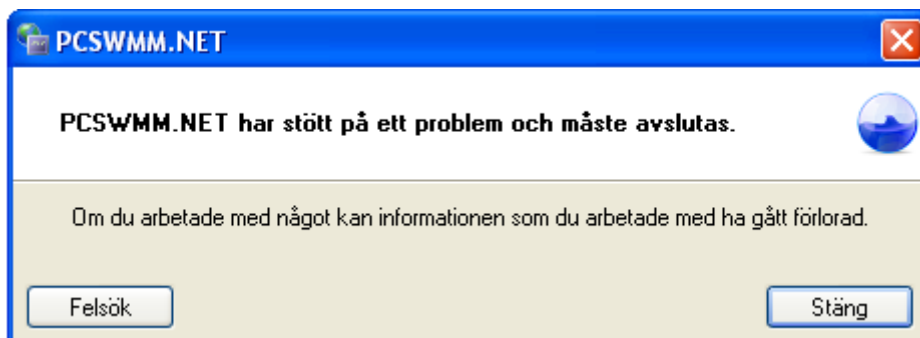 PCSWMM.NET
PCSWMM.NET har stött på ett problem och måste avslutas.
Om du arbetade med något kan informationen som du arbetade med ha gått förlorad.
Felsök
Stäng